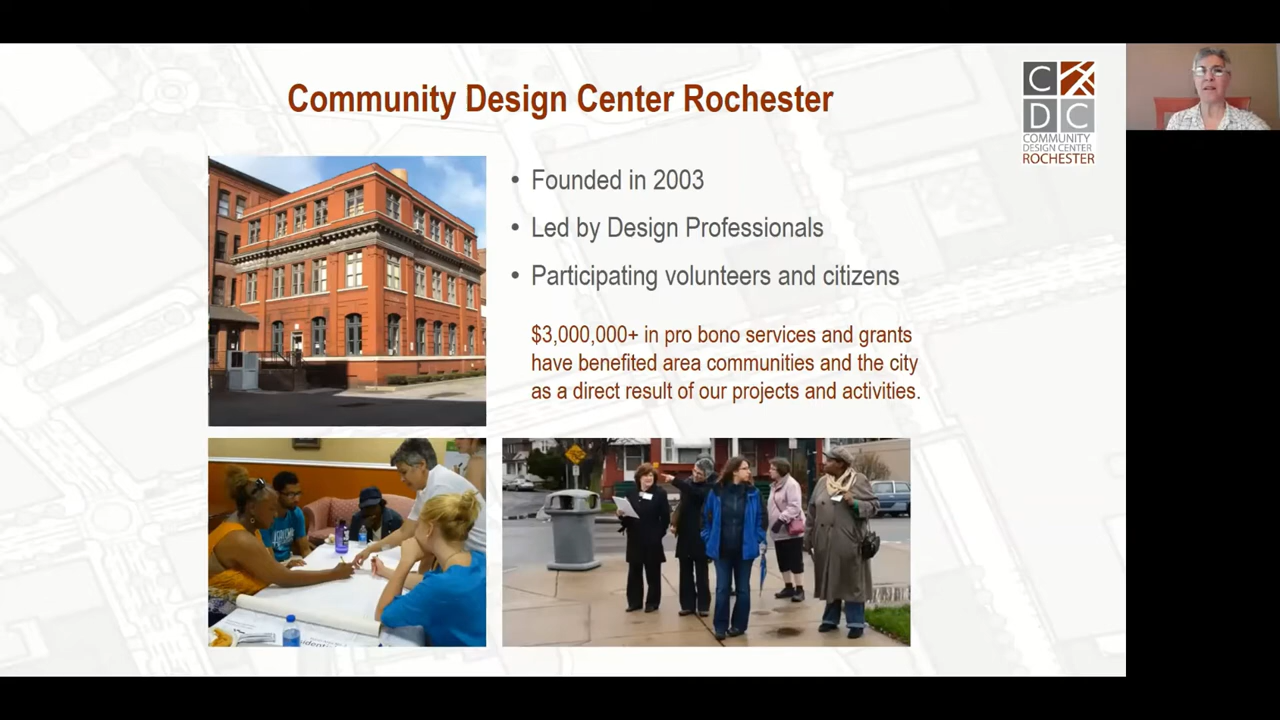 Community Design Center Rochester
C
D C
COMMUNITY
DESIGN CENTER
ROCHESTER
• Founded in 2003
• Led by Design Professionals
• Participating volunteers and citizens
$3,000,000+ in pro bono services and grants
have benefited area communities and the city
as a direct result of our projects and activities.